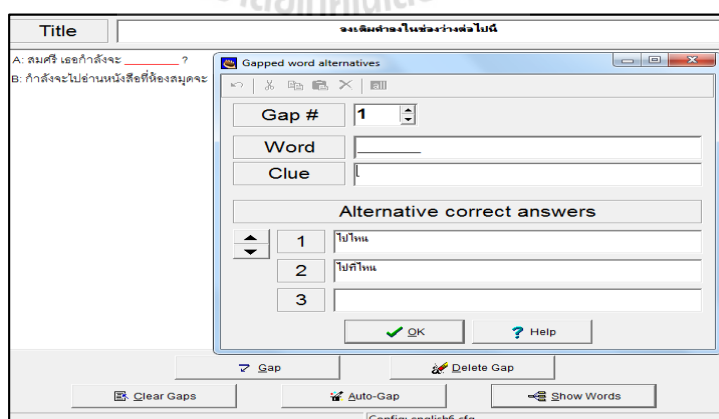 Title
จงเติมคำลงในช่องว่างต่อไปนี้
A: สมศรี เธอกำลังจะ ________ ?
B: กำลังจะไปอ่านหนังสือที่ห้องสมุดจะ
Gapped word alternatives
Gap # 1
Word ________
Clue
Alternative correct answers
1 ไปไหน
2 ไปที่ไหน
3
OK
Help
Gap
Delete Gap
Clear Gaps
Auto-Gap
Show Words
Config: english6.cfg